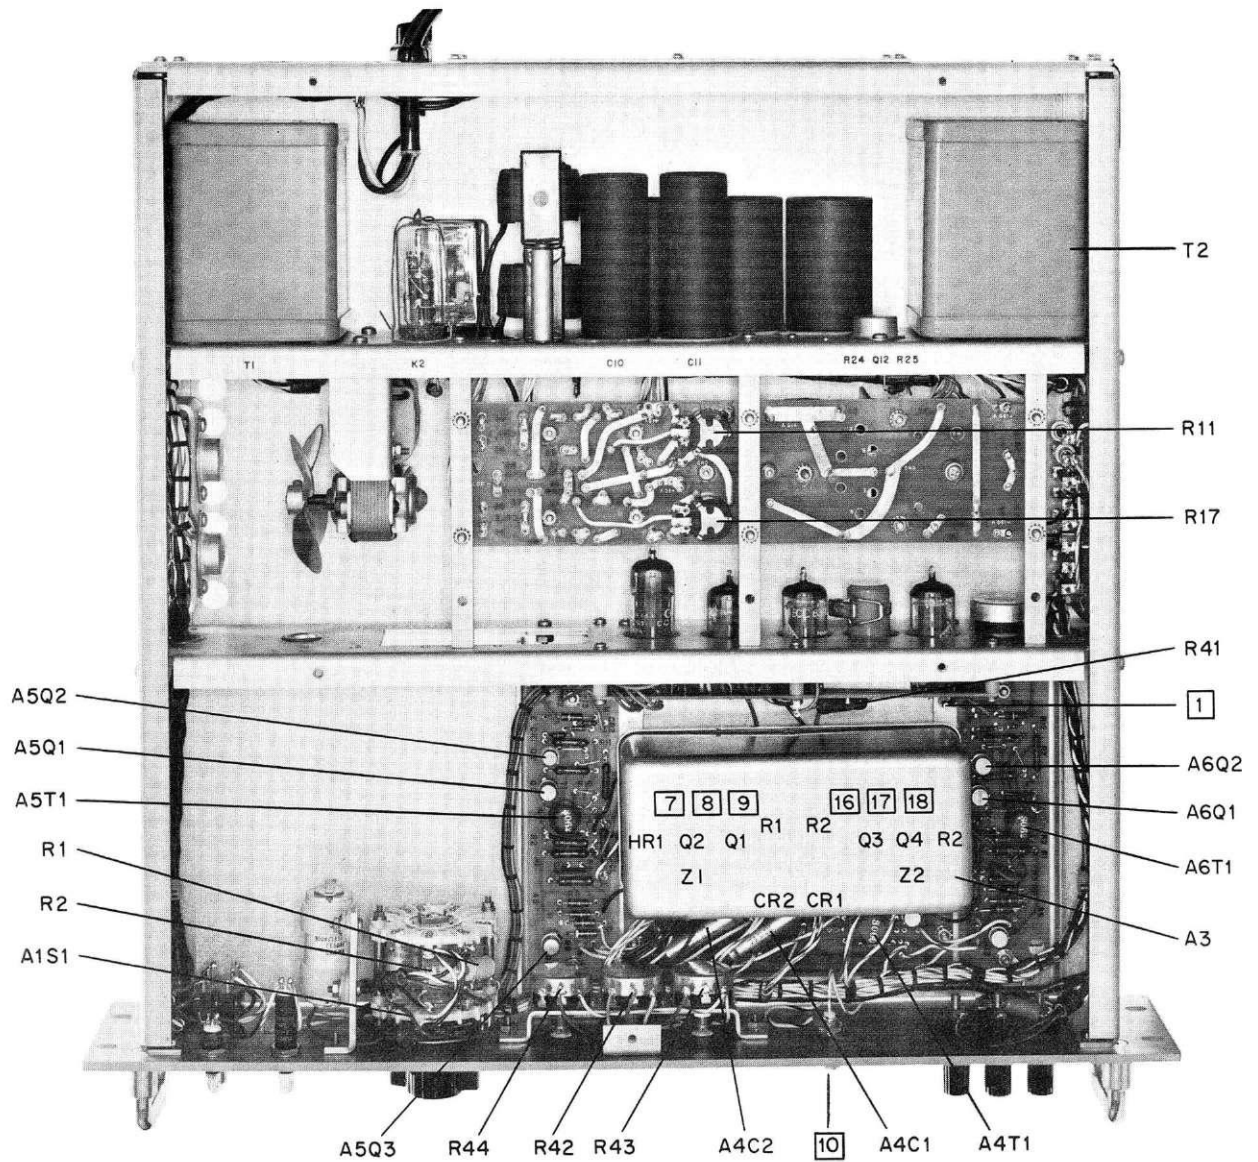 T2
T1 K2 C10 C11 R24 Q12 R25
R11
R17
R41
A5Q2
1
A5Q1
A6Q2
A5T1
7 8 9 16 17 18
A6Q1
R1 R2
R1
HR1 Q2 Q1 Q3 Q4 R2
A6T1
R2
Z1 Z2
CR2 CR1
A3
A1S1
A5Q3 R44 R42 R43 A4C2 10 A4C1 A4T1